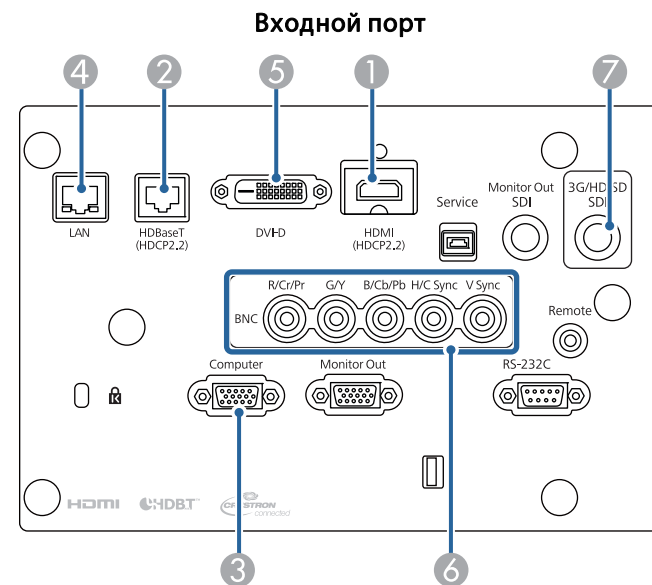 Входной порт
4
2
5
1
7
LAN
HDBaseT
(HDCP2.2)
DVI-D
HDMI
(HDCP2.2)
Service
Monitor Out
SDI
3G/HD/SD
SDI
BNC
R/Cr/Pr
G/Y
B/Cb/Pb
H/C Sync
V Sync
Remote
Computer
Monitor Out
RS-232C
K
HDMI
HDBT
CRESTRON
connected
3
6